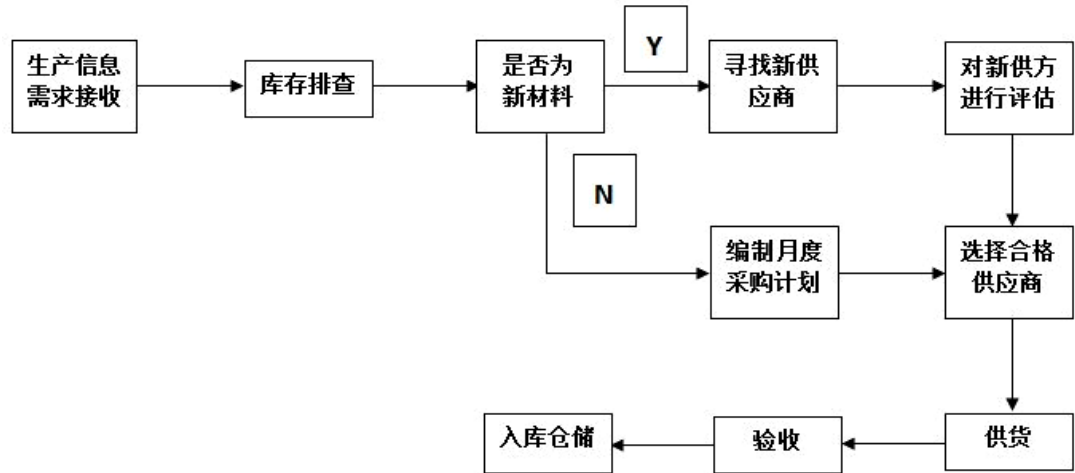 生产信息
需求接收
库存排查
是否为
新材料
Y
寻找新供
应商
对新供方
进行评估
N
编制月度
采购计划
选择合格
供应商
入库仓储
验收
供货